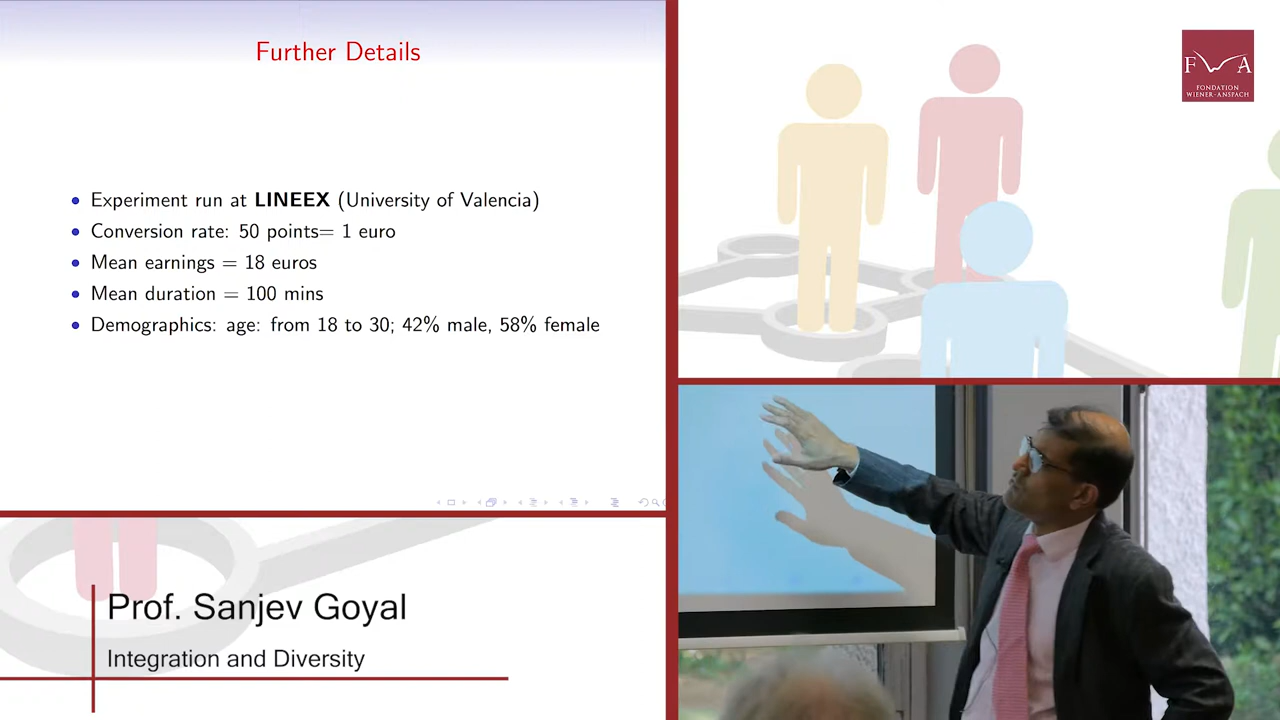 Further Details
Experiment run at LINEEX (University of Valencia)
Conversion rate: 50 points= 1 euro
Mean earnings = 18 euros
Mean duration = 100 mins
Demographics: age: from 18 to 30; 42% male, 58% female
Prof. Sanjev Goyal
Integration and Diversity
F W A
FONDATION
WIENER-ANSPACH